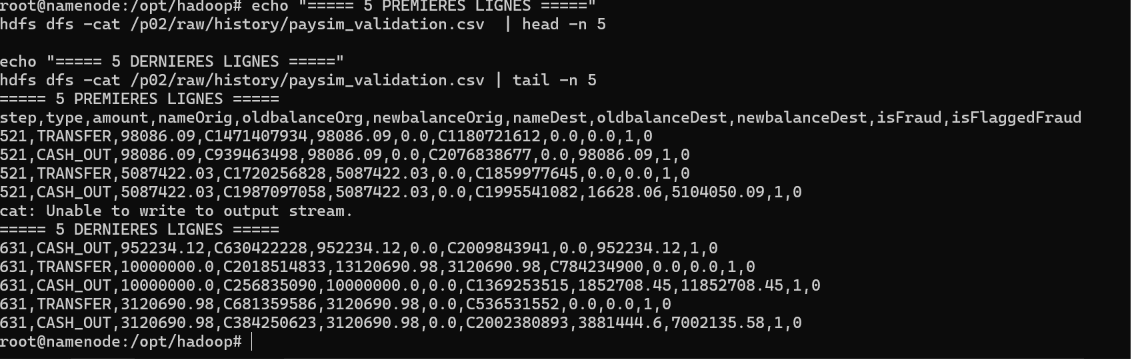 root@namenode:/opt/hadoop# echo "===== 5 PREMIERES LIGNES ====="
hdfs dfs -cat /p02/raw/history/paysim_validation.csv  | head -n 5
echo "===== 5 DERNIERES LIGNES ====="
hdfs dfs -cat /p02/raw/history/paysim_validation.csv | tail -n 5
===== 5 PREMIERES LIGNES =====
step,type,amount,nameOrig,oldbalanceOrg,newbalanceOrig,nameDest,oldbalanceDest,newbalanceDest,isFraud,isFlaggedFraud
521,TRANSFER,98086.09,C1471407934,98086.09,0.0,C1180721612,0.0,0.0,1,0
521,CASH_OUT,98086.09,C939463498,98086.09,0.0,C2076838677,0.0,98086.09,1,0
521,TRANSFER,5087422.03,C1720256828,5087422.03,0.0,C1859977645,0.0,0.0,1,0
521,CASH_OUT,5087422.03,C1987097058,5087422.03,0.0,C1995541082,16628.06,5104050.09,1,0
cat: Unable to write to output stream.
===== 5 DERNIERES LIGNES =====
631,CASH_OUT,952234.12,C630422228,952234.12,0.0,C2009843941,0.0,952234.12,1,0
631,TRANSFER,10000000.0,C2018514833,13120690.98,3120690.98,C784234900,0.0,0.0,1,0
631,CASH_OUT,10000000.0,C256835090,10000000.0,0.0,C1369253515,1852708.45,11852708.45,1,0
631,TRANSFER,3120690.98,C681359586,3120690.98,0.0,C536531552,0.0,0.0,1,0
631,CASH_OUT,3120690.98,C384250623,3120690.98,0.0,C2002380893,3881444.6,7002135.58,1,0
root@namenode:/opt/hadoop#